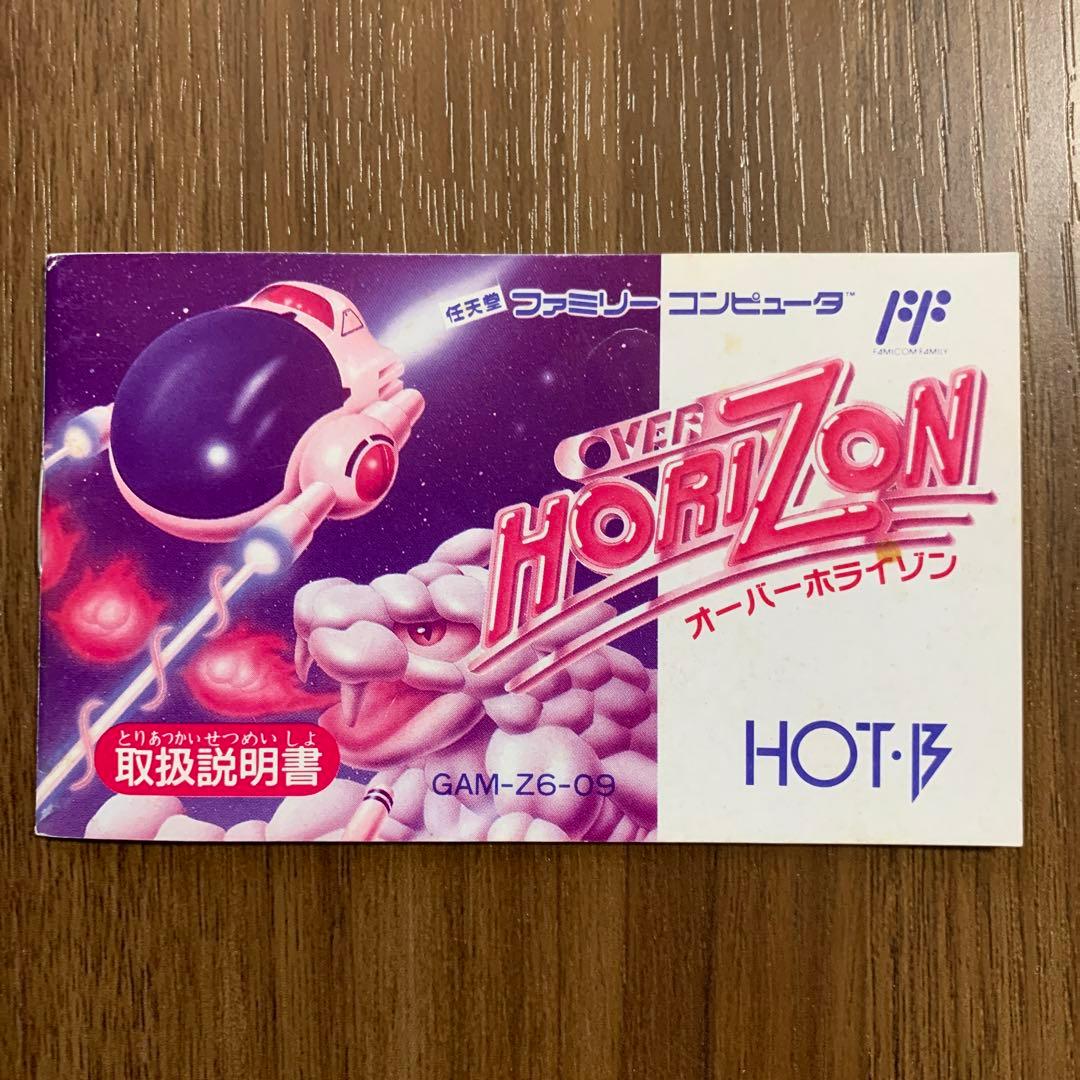 任天堂 ファミリー コンピュータ™
FAMICOM FAMILY
OVER
HORIZON
オーバーホライゾン
とりあつかいせつめいしょ
取扱説明書
GAM-Z6-09
HOT・B